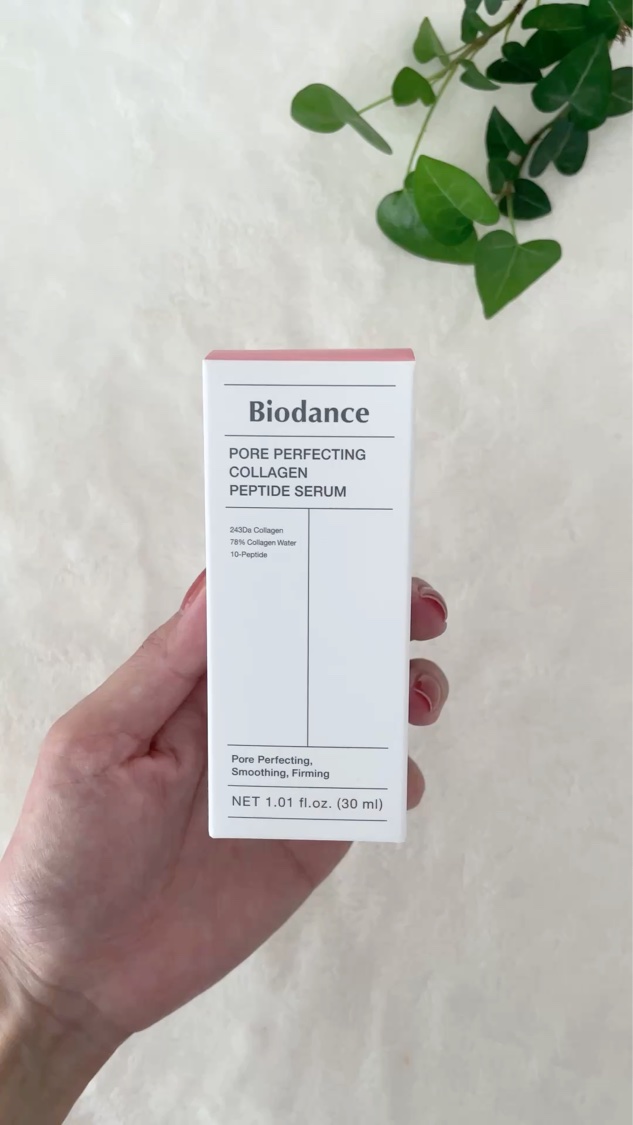 Biodance
PORE PERFECTING
COLLAGEN
PEPTIDE SERUM
243Da Collagen
78% Collagen Water
10-Peptide
Pore Perfecting,
Smoothing, Firming
NET 1.01 fl.oz. (30 ml)